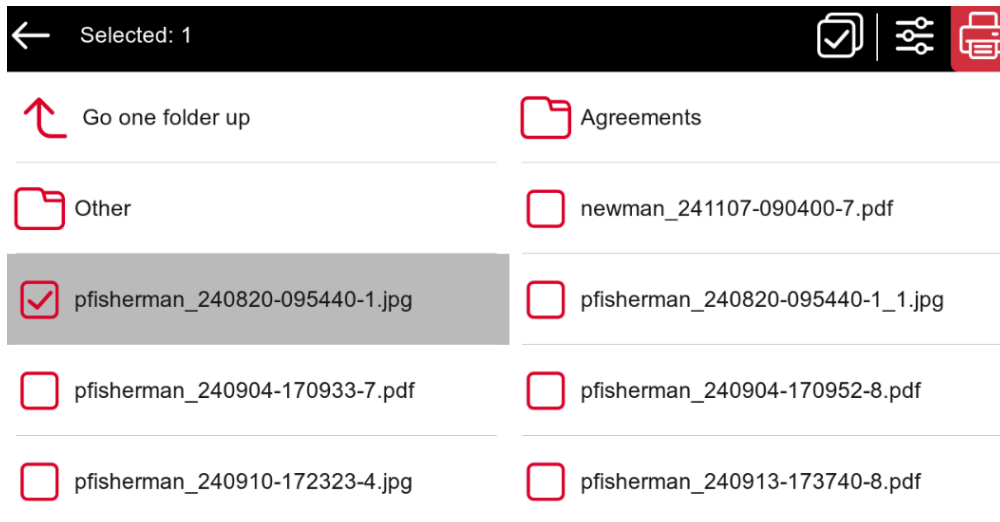 Selected: 1
Go one folder up
Agreements
Other
newman_241107-090400-7.pdf
pfisherman_240820-095440-1.jpg
pfisherman_240820-095440-1_1.jpg
pfisherman_240904-170933-7.pdf
pfisherman_240904-170952-8.pdf
pfisherman_240910-172323-4.jpg
pfisherman_240913-173740-8.pdf